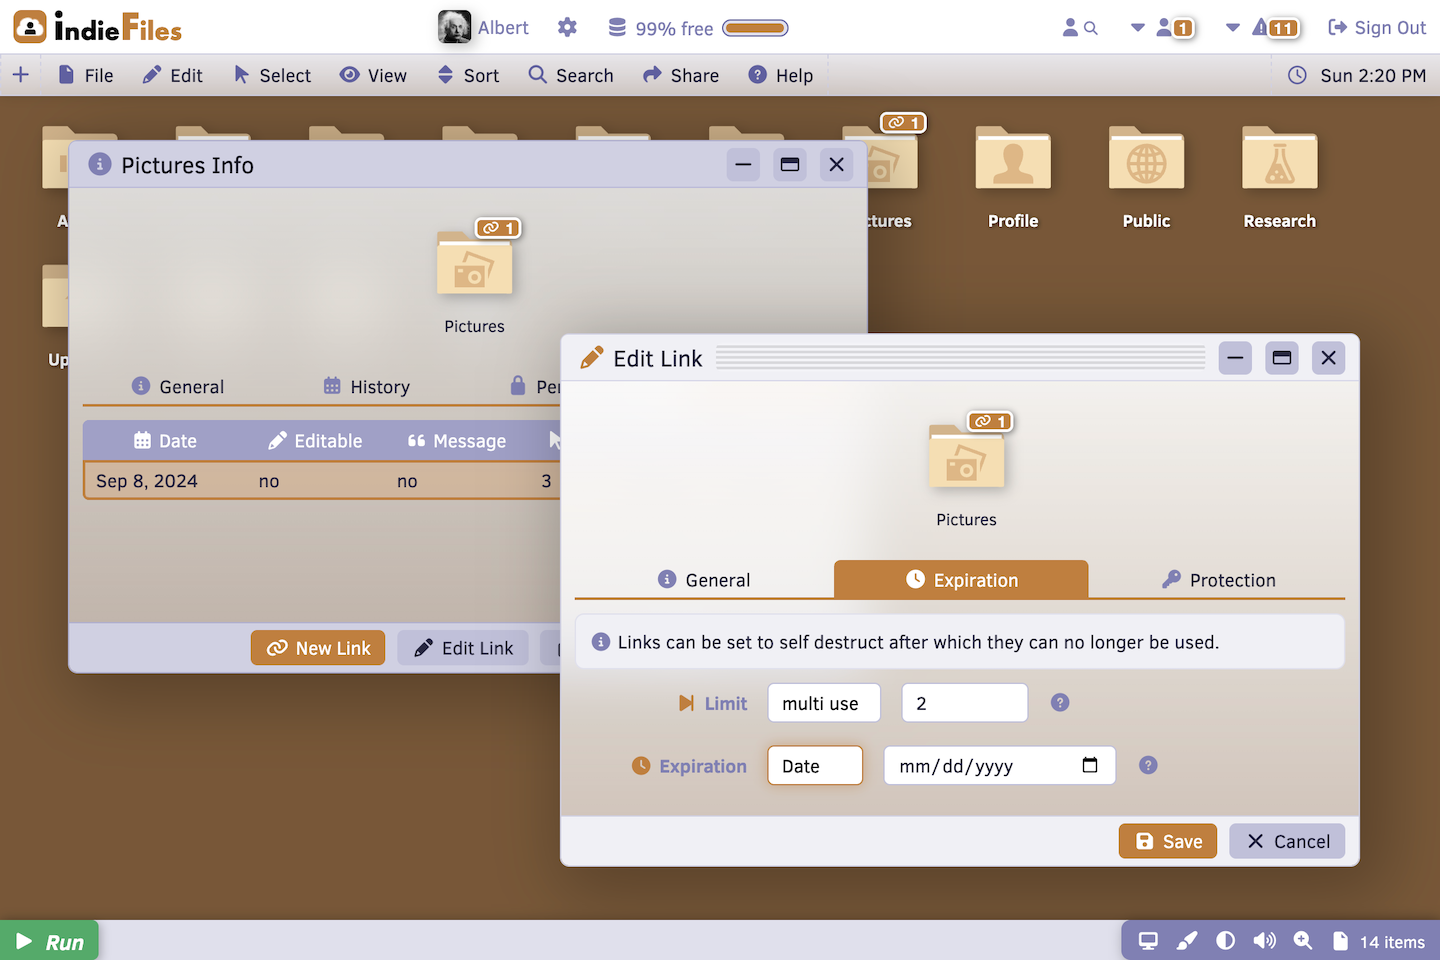 IndieFiles
Albert
99% free
1
11
Sign Out
File
Edit
Select
View
Sort
Search
Share
Help
Sun 2:20 PM
1
Profile
Public
Research
Pictures Info
1
Pictures
General
History
Date
Editable
Message
Sep 8, 2024
no
no
3
New Link
Edit Link
Edit Link
1
Pictures
General
Expiration
Protection
Links can be set to self destruct after which they can no longer be used.
Limit
multi use
2
Expiration
Date
mm/dd/yyyy
Save
Cancel
Run
14 items